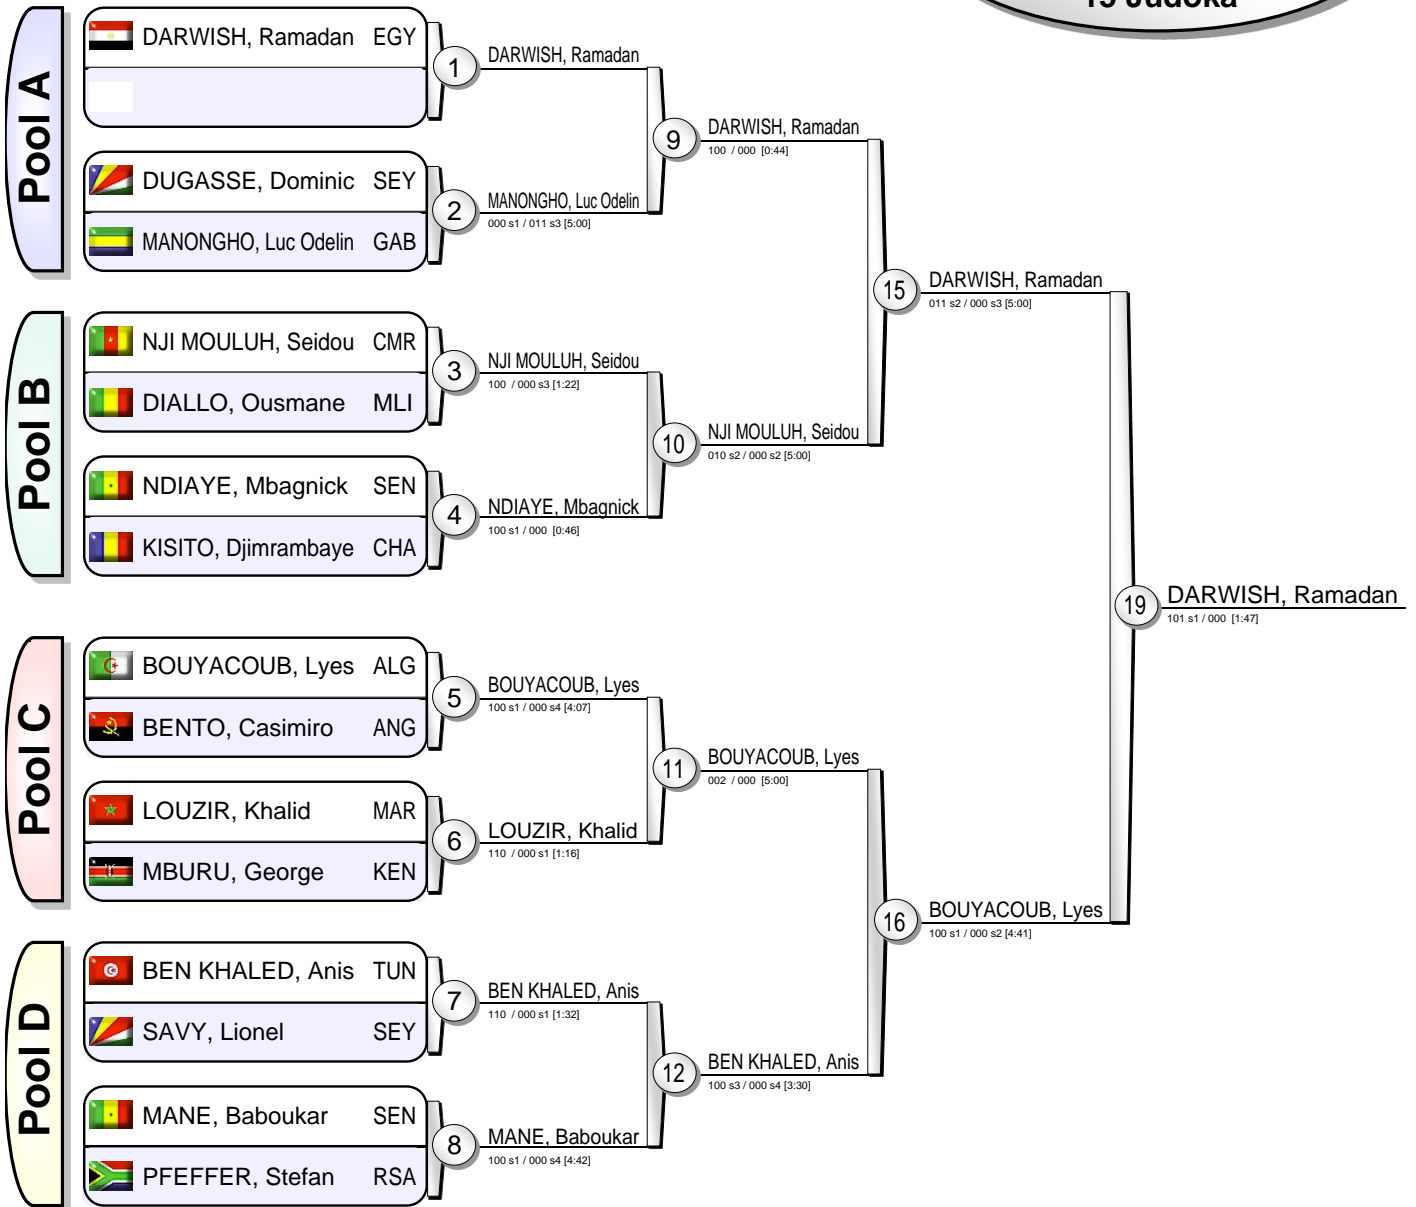 15 Judoka
Pool A
DARWISH, Ramadan EGY
1
DARWISH, Ramadan
DUGASSE, Dominic SEY
MANONGHO, Luc Odelin GAB
2
MANONGHO, Luc Odelin
000 s1 / 011 s3 [5:00]
9
DARWISH, Ramadan
100 / 000 [0:44]
Pool B
NJI MOULUH, Seidou CMR
DIALLO, Ousmane MLI
3
NJI MOULUH, Seidou
100 / 000 s3 [1:22]
NDIAYE, Mbagnick SEN
KISITO, Djimrambaye CHA
4
NDIAYE, Mbagnick
100 s1 / 000 [0:46]
10
NJI MOULUH, Seidou
010 s2 / 000 s2 [5:00]
15
DARWISH, Ramadan
011 s2 / 000 s3 [5:00]
Pool C
BOUYACOUB, Lyes ALG
BENTO, Casimiro ANG
5
BOUYACOUB, Lyes
100 s1 / 000 s4 [4:07]
LOUZIR, Khalid MAR
MBURU, George KEN
6
LOUZIR, Khalid
110 / 000 s1 [1:16]
11
BOUYACOUB, Lyes
002 / 000 [5:00]
Pool D
BEN KHALED, Anis TUN
SAVY, Lionel SEY
7
BEN KHALED, Anis
110 / 000 s1 [1:32]
MANE, Baboukar SEN
PFEFFER, Stefan RSA
8
MANE, Baboukar
100 s1 / 000 s4 [4:42]
12
BEN KHALED, Anis
100 s3 / 000 s4 [3:30]
16
BOUYACOUB, Lyes
100 s1 / 000 s2 [4:41]
19
DARWISH, Ramadan
101 s1 / 000 [1:47]